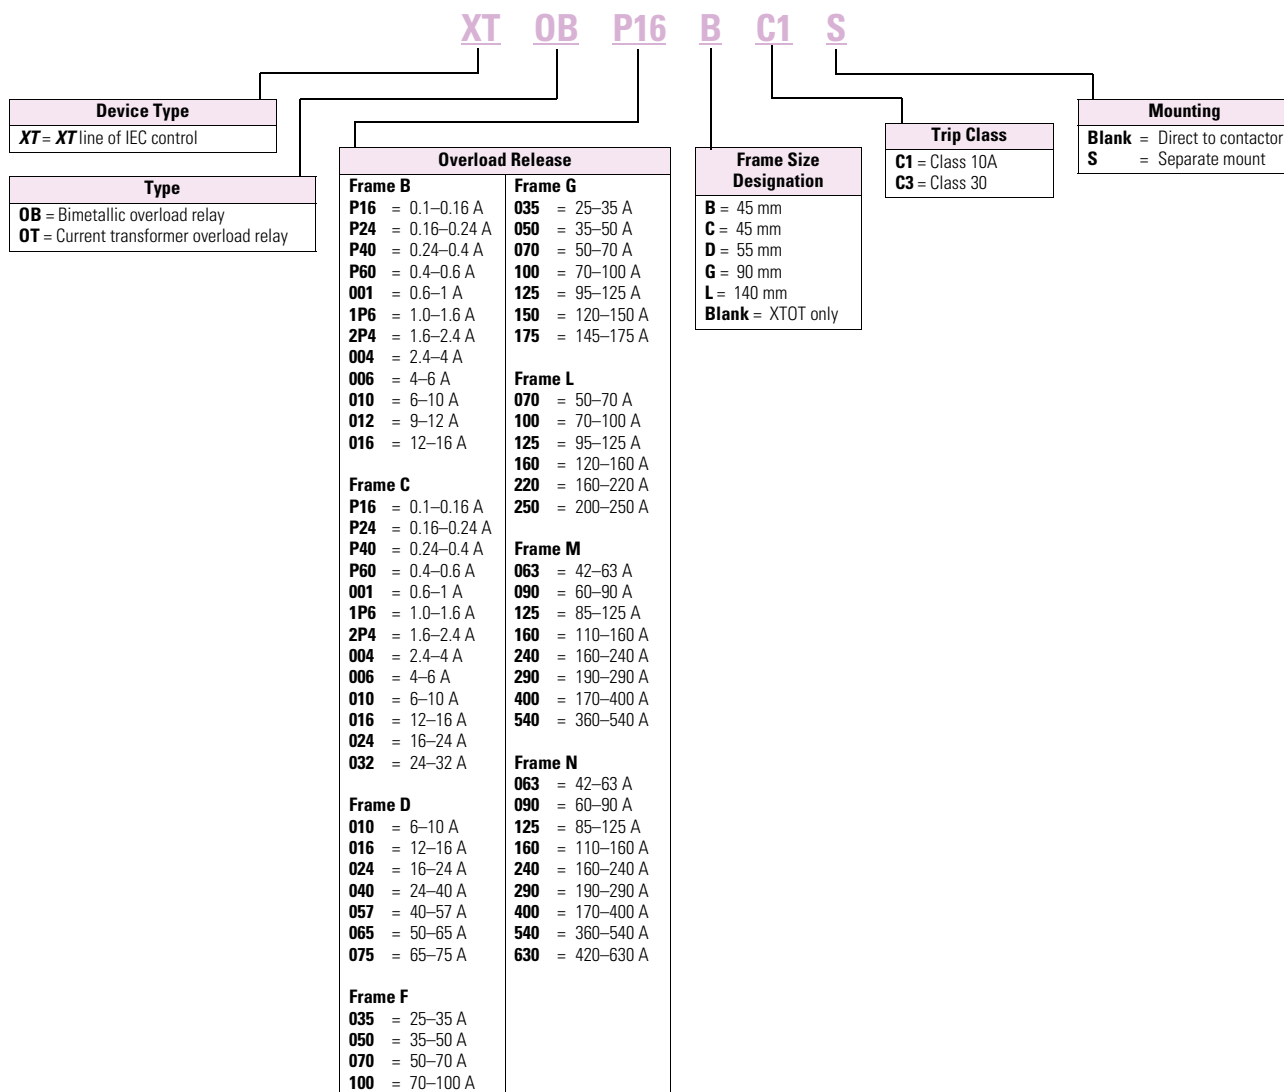 XT OB P16 B C1 S
Device Type
XT = XT line of IEC control
Type
OB = Bimetallic overload relay
OT = Current transformer overload relay
Overload Release
Frame B
P16 = 0.1–0.16 A
P24 = 0.16–0.24 A
P40 = 0.24–0.4 A
P60 = 0.4–0.6 A
001 = 0.6–1 A
1P6 = 1.0–1.6 A
2P4 = 1.6–2.4 A
004 = 2.4–4 A
006 = 4–6 A
010 = 6–10 A
012 = 9–12 A
016 = 12–16 A
Frame C
P16 = 0.1–0.16 A
P24 = 0.16–0.24 A
P40 = 0.24–0.4 A
P60 = 0.4–0.6 A
001 = 0.6–1 A
1P6 = 1.0–1.6 A
2P4 = 1.6–2.4 A
004 = 2.4–4 A
006 = 4–6 A
010 = 6–10 A
016 = 12–16 A
024 = 16–24 A
032 = 24–32 A
Frame D
010 = 6–10 A
016 = 12–16 A
024 = 16–24 A
040 = 24–40 A
057 = 40–57 A
065 = 50–65 A
075 = 65–75 A
Frame F
035 = 25–35 A
050 = 35–50 A
070 = 50–70 A
100 = 70–100 A
Frame G
035 = 25–35 A
050 = 35–50 A
070 = 50–70 A
100 = 70–100 A
125 = 95–125 A
150 = 120–150 A
175 = 145–175 A
Frame L
070 = 50–70 A
100 = 70–100 A
125 = 95–125 A
160 = 120–160 A
220 = 160–220 A
250 = 200–250 A
Frame M
063 = 42–63 A
090 = 60–90 A
125 = 85–125 A
160 = 110–160 A
240 = 160–240 A
290 = 190–290 A
400 = 170–400 A
540 = 360–540 A
Frame N
063 = 42–63 A
090 = 60–90 A
125 = 85–125 A
160 = 110–160 A
240 = 160–240 A
290 = 190–290 A
400 = 170–400 A
540 = 360–540 A
630 = 420–630 A
Frame Size
Designation
B = 45 mm
C = 45 mm
D = 55 mm
G = 90 mm
L = 140 mm
Blank = XTOT only
Trip Class
C1 = Class 10A
C3 = Class 30
Mounting
Blank = Direct to contactor
S = Separate mount